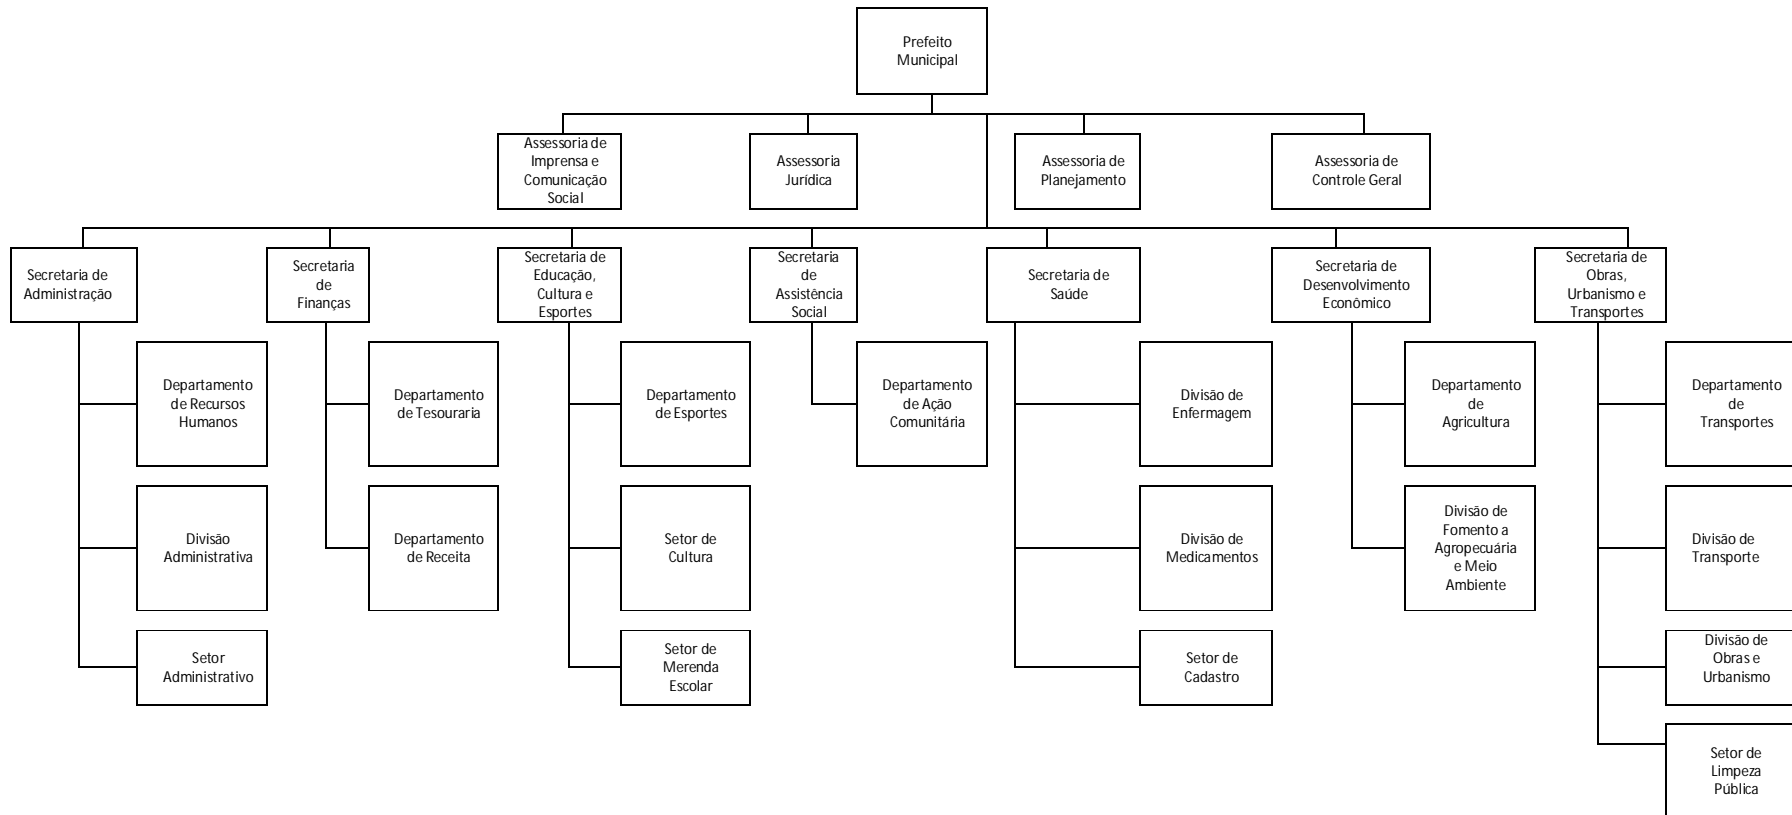 Prefeito
Municipal
Assessoria de
Imprensa e
Comunicação
Social
Assessoria
Jurídica
Assessoria de
Planejamento
Assessoria de
Controle Geral
Secretaria de
Administração
Secretaria
de
Finanças
Secretaria de
Educação,
Cultura e
Esportes
Secretaria
de
Assistência
Social
Secretaria de
Saúde
Secretaria de
Desenvolvimento
Econômico
Secretaria de
Obras,
Urbanismo e
Transportes
Departamento
de Recursos
Humanos
Departamento
de Tesouraria
Departamento
de Esportes
Departamento
de Ação
Comunitária
Divisão de
Enfermagem
Departamento
de
Agricultura
Departamento
de
Transportes
Divisão
Administrativa
Departamento
de Receita
Setor de
Cultura
Divisão de
Medicamentos
Divisão de
Fomento a
Agropecuária
e Meio
Ambiente
Divisão de
Transporte
Setor
Administrativo
Setor de
Merenda
Escolar
Setor de
Cadastro
Divisão de
Obras e
Urbanismo
Setor de
Limpeza
Pública